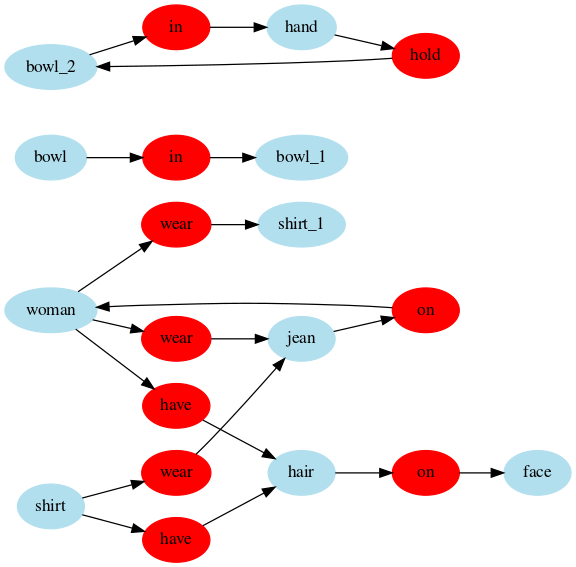 in
hand
hold
bowl_2
bowl
in
bowl_1
wear
shirt_1
woman
on
wear
jean
have
wear
hair
on
face
shirt
have